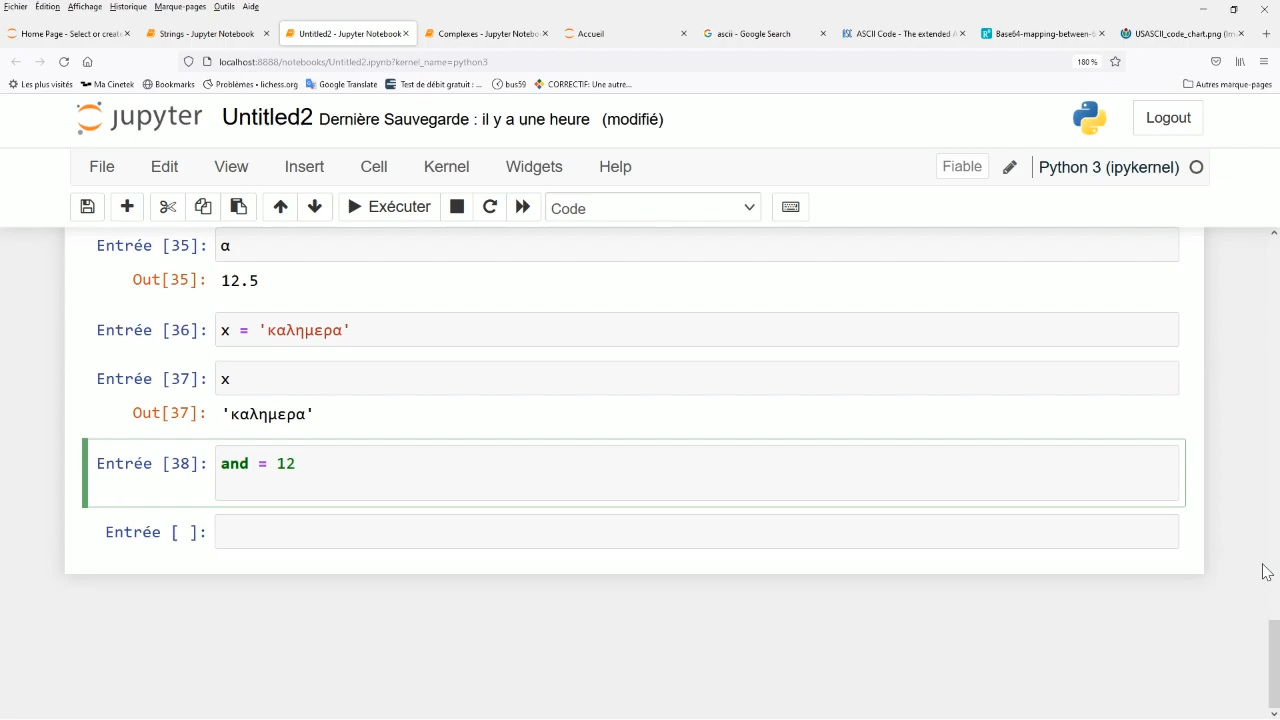 Fichier Édition Affichage Historique Marque-pages Outils Aide
Home Page - Select or create Strings - Jupyter Notebook Untitled2 - Jupyter Notebook Complexes - Jupyter Notebo Accueil ascii - Google Search ASCII Code - The extended A Base64-mapping-between-6 USASCII_code_chart.png (Im
localhost:8888/notebooks/Untitled2.ipynb?kernel_name=python3 180 %
Les plus visités Ma Cinetek Bookmarks Problèmes • lichess.org Google Translate Test de débit gratuit : ... bus59 CORRECTIF: Une autre... Autres marque-pages
jupyter Untitled2 Dernière Sauvegarde : il y a une heure (modifié) Logout
File Edit View Insert Cell Kernel Widgets Help Fiable Python 3 (ipykernel)
Exécuter Code
Entrée [35]: α
Out[35]: 12.5
Entrée [36]: x = 'καλημερα'
Entrée [37]: x
Out[37]: 'καλημερα'
Entrée [38]: and = 12
Entrée [ ]: